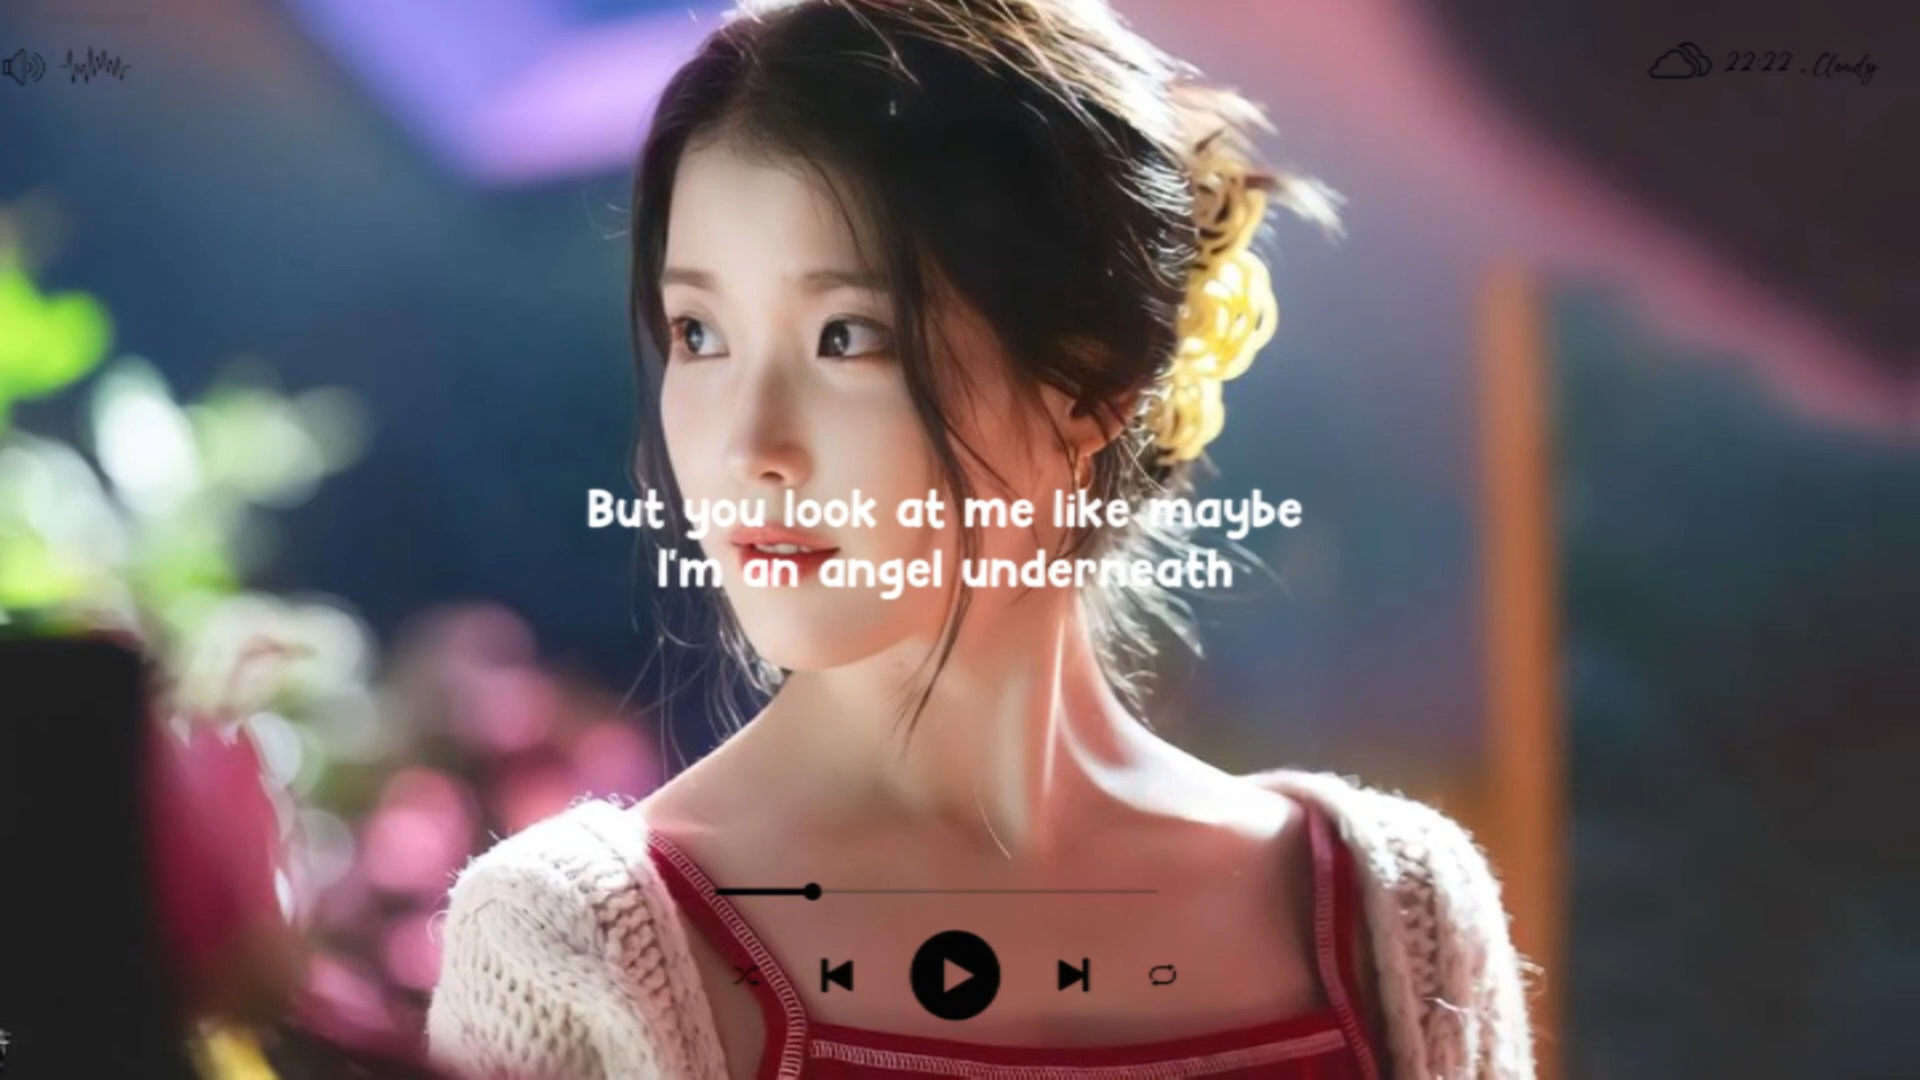 22:22 . Cloudy
But you look at me like maybe
I'm an angel underneath